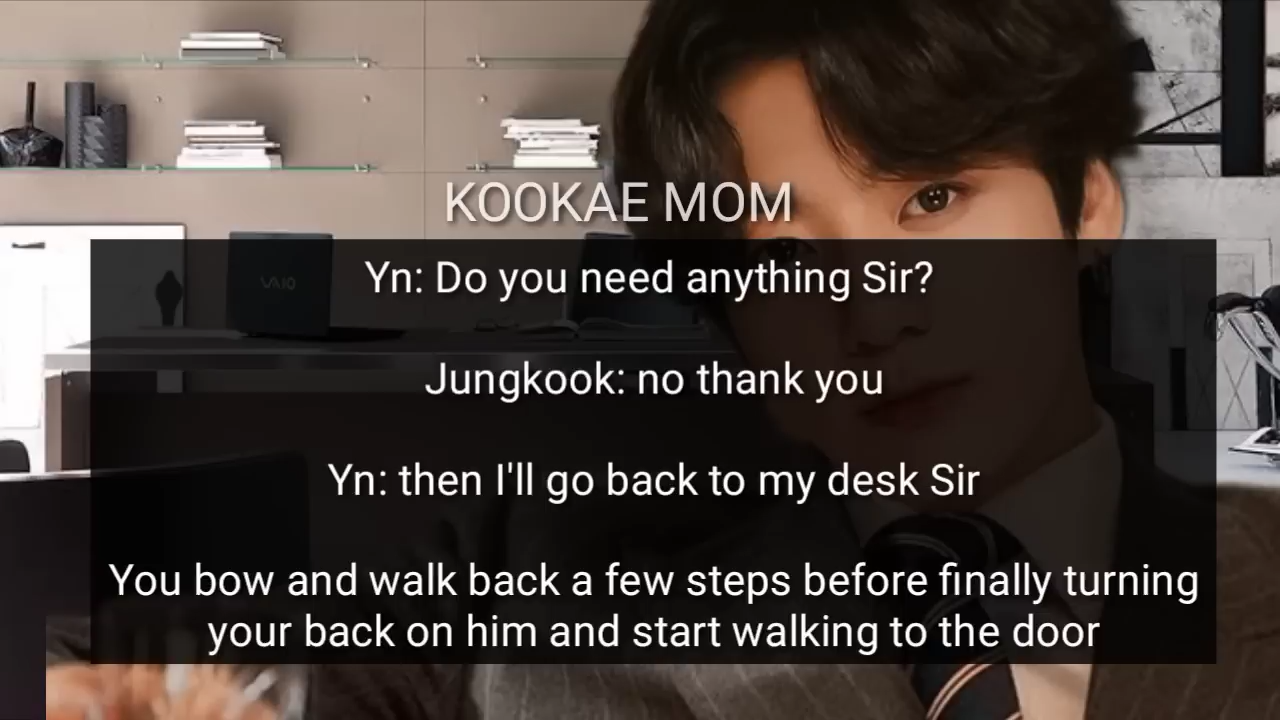 KOOKAE MOM
VAIO
Yn: Do you need anything Sir?
Jungkook: no thank you
Yn: then I'll go back to my desk Sir
You bow and walk back a few steps before finally turning
your back on him and start walking to the door